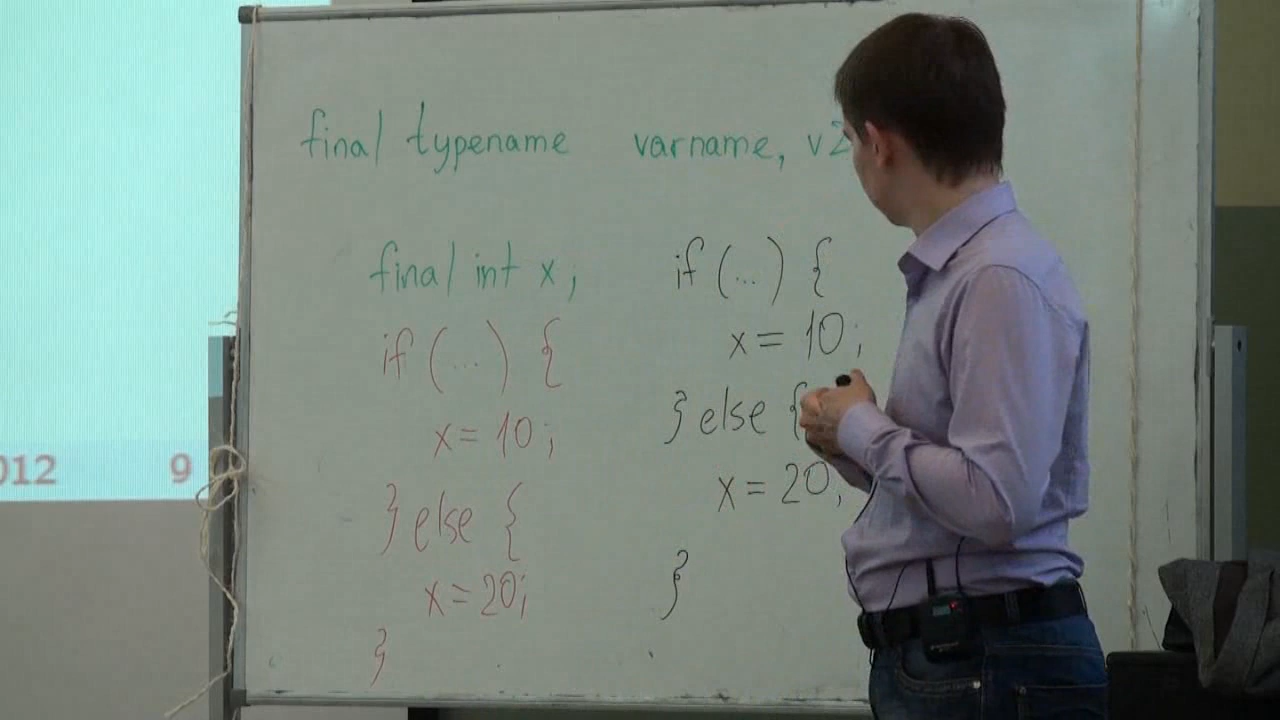 final typename varname, v2
final int x;
if (...) {
x = 10;
} else {
x = 20;
}
if (...) {
x = 10;
} else {
x = 20;
}
012 9